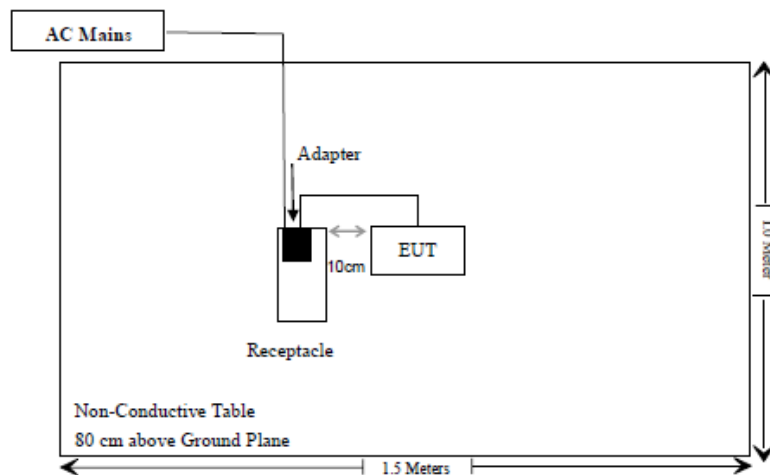 AC Mains
Adapter
EUT
10cm
Receptacle
1.0 Meter
Non-Conductive Table
80 cm above Ground Plane
1.5 Meters